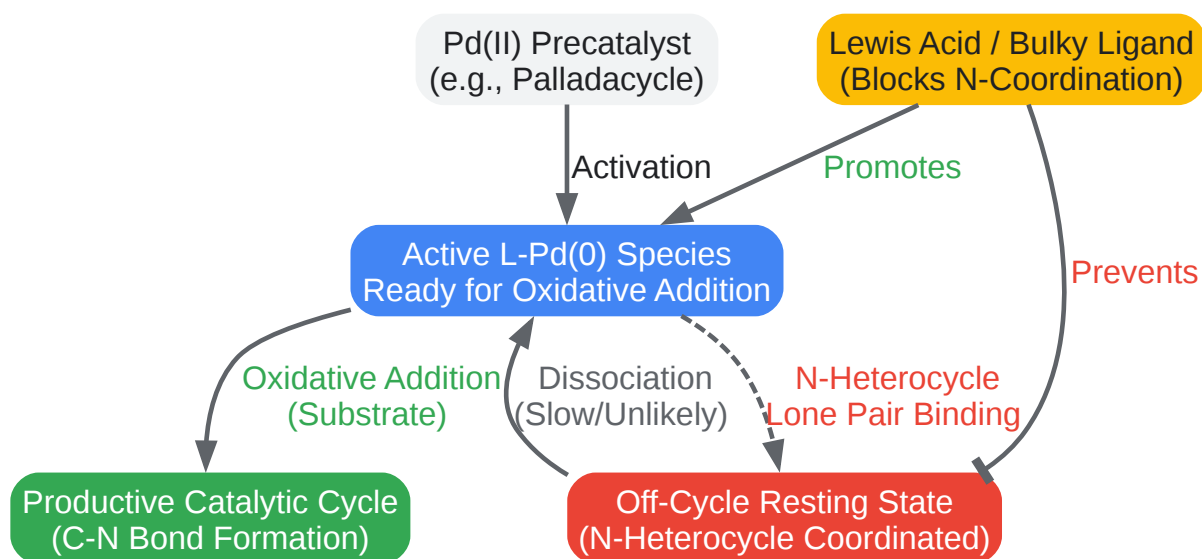 Pd(II) Precatalyst
(e.g., Palladacycle)
Lewis Acid / Bulky Ligand
(Blocks N-Coordination)
Activation
Promotes
Active L-Pd(0) Species
Ready for Oxidative Addition
Prevents
Oxidative Addition
(Substrate)
Dissociation
(Slow/Unlikely)
N-Heterocycle
Lone Pair Binding
Productive Catalytic Cycle
(C-N Bond Formation)
Off-Cycle Resting State
(N-Heterocycle Coordinated)